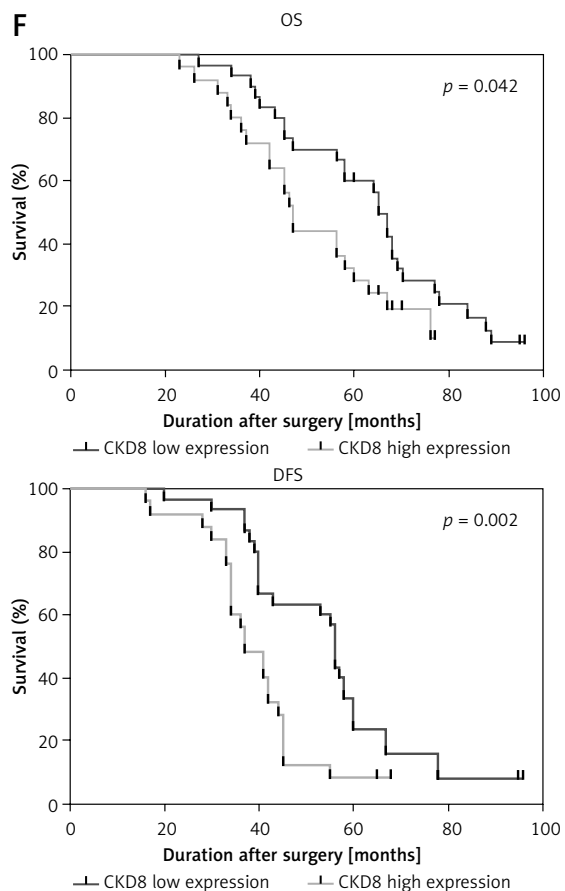 F
OS
100
80
60
40
20
0
Survival (%)
p = 0.042
0 20 40 60 80 100
Duration after surgery [months]
CKD8 low expression CKD8 high expression
DFS
100
80
60
40
20
0
Survival (%)
p = 0.002
0 20 40 60 80 100
Duration after surgery [months]
CKD8 low expression CKD8 high expression